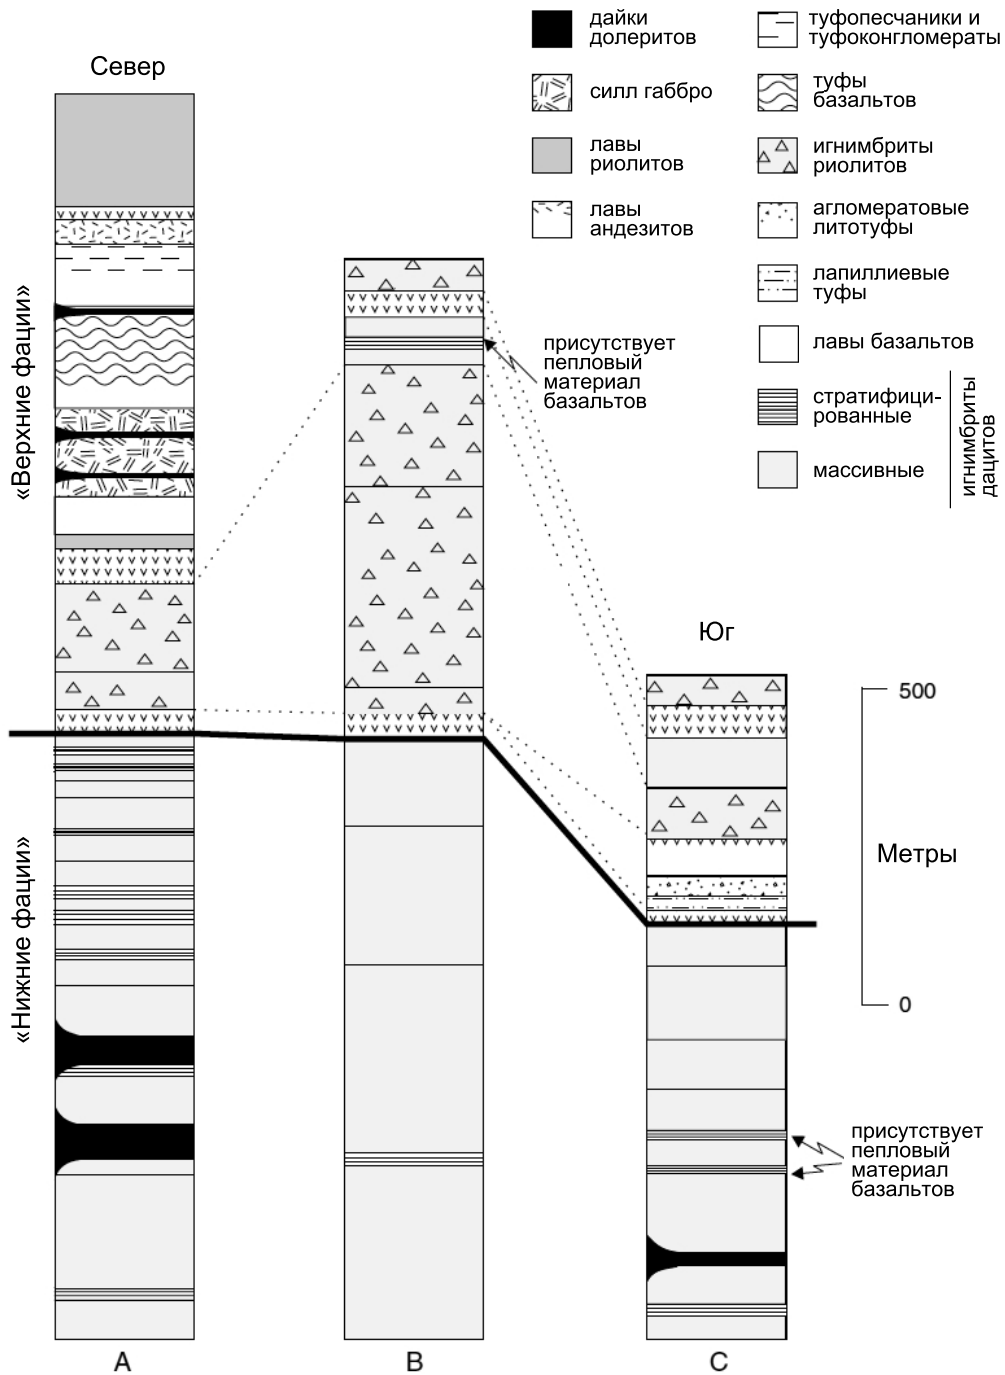 дайки
долеритов
силл габбро
лавы
риолитов
лавы
андезитов
туфопесчаники и
туфоконгломераты
туфы
базальтов
игнимбриты
риолитов
агломератовые
литотуфы
лапиллиевые
туфы
лавы базальтов
стратифици-
рованные
массивные
игнимбриты
дацитов
Север
«Верхние фации»
«Нижние фации»
присутствует
пепловый
материал
базальтов
Юг
500
Метры
0
присутствует
пепловый
материал
базальтов
A
B
C